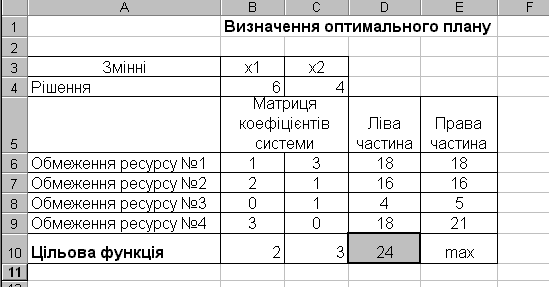 A B C D E F
1 Визначення оптимального плану
2
3 Змінні x1 x2
4 Рішення 6 4
5 Матриця коефіцієнтів системи Ліва частина Права частина
6 Обмеження ресурсу №1 1 3 18 18
7 Обмеження ресурсу №2 2 1 16 16
8 Обмеження ресурсу №3 0 1 4 5
9 Обмеження ресурсу №4 3 0 18 21
10 Цільова функція 2 3 24 max
11